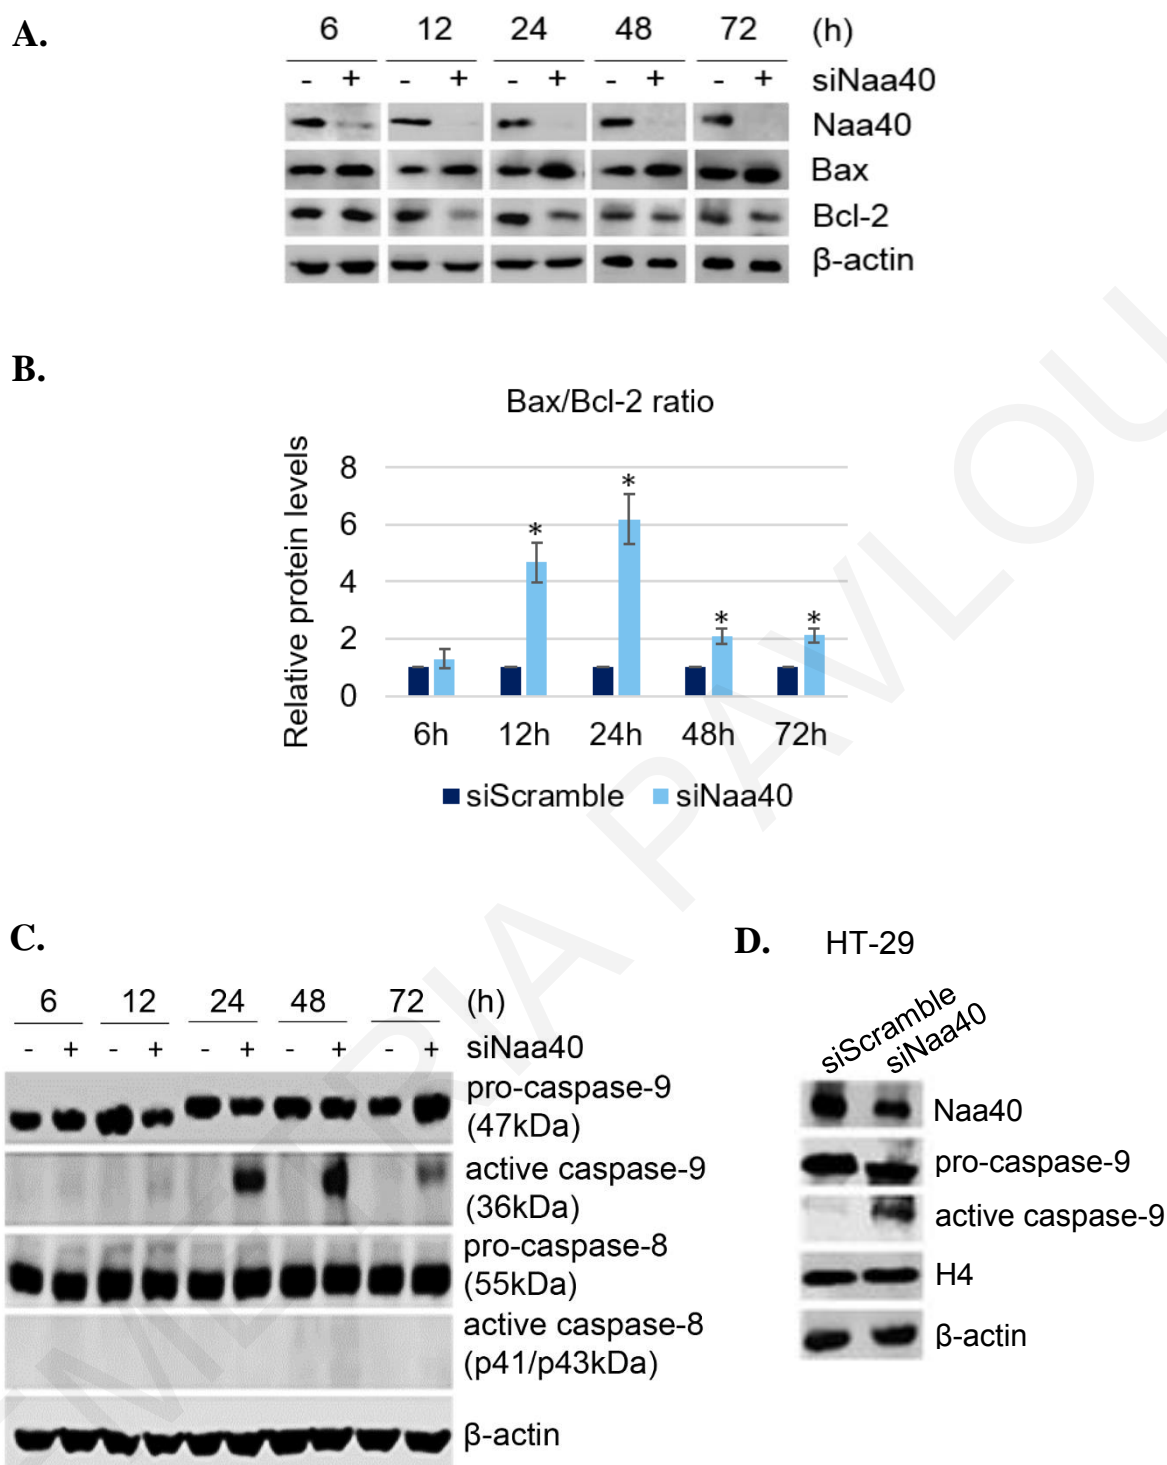 A.
6 12 24 48 72 (h)
- + - + - + - + - + siNaa40
Naa40
Bax
Bcl-2
β-actin
B.
Bax/Bcl-2 ratio
Relative protein levels
8
6
4
2
0
* * * *
6h 12h 24h 48h 72h
siScramble siNaa40
C.
6 12 24 48 72 (h)
- + - + - + - + - + siNaa40
pro-caspase-9
(47kDa)
active caspase-9
(36kDa)
pro-caspase-8
(55kDa)
active caspase-8
(p41/p43kDa)
β-actin
D. HT-29
siScramble
siNaa40
Naa40
pro-caspase-9
active caspase-9
H4
β-actin
PAVLOU